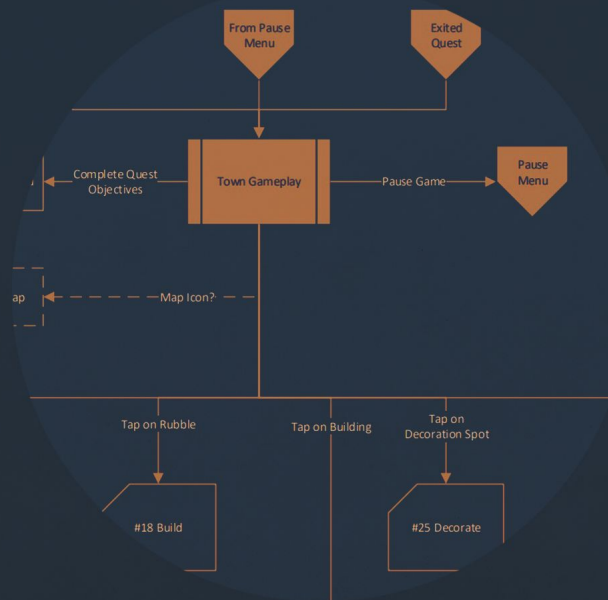 From Pause
Menu
Exited
Quest
Complete Quest
Objectives
Town Gameplay
Pause Game
Pause
Menu
ap
Map Icon?
Tap on Rubble
Tap on Building
Tap on
Decoration Spot
#18 Build
#25 Decorate